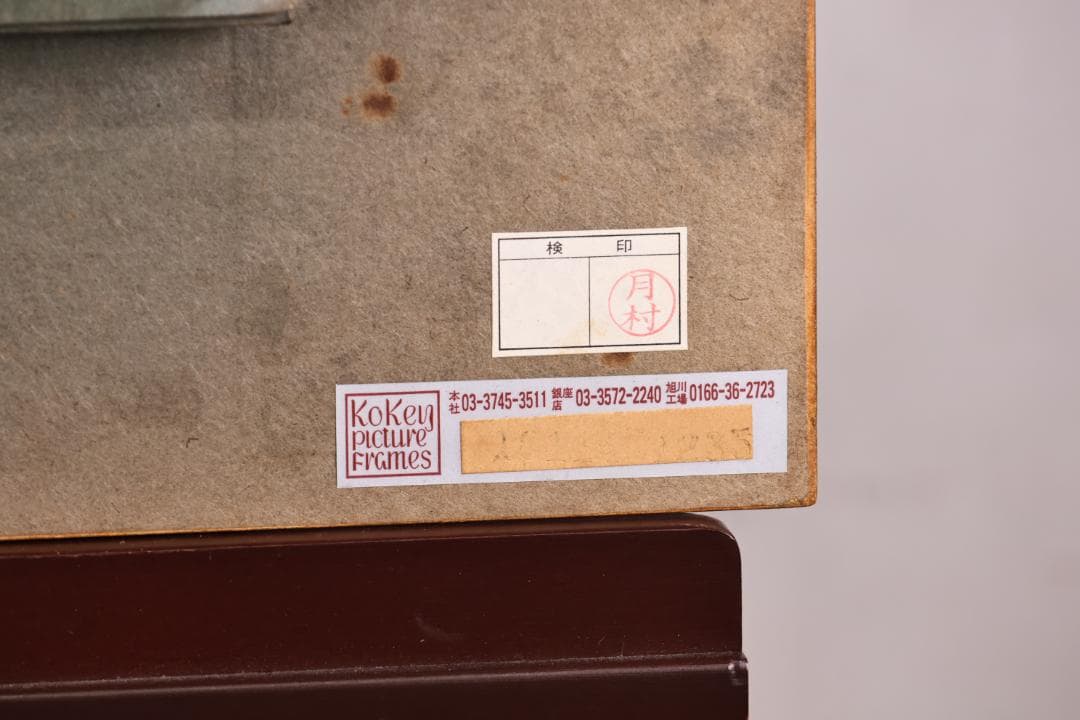 検 印
月村
KoKey
picture
Frames
本社 03-3745-3511 銀座店 03-3572-2240 旭川工場 0166-36-2723